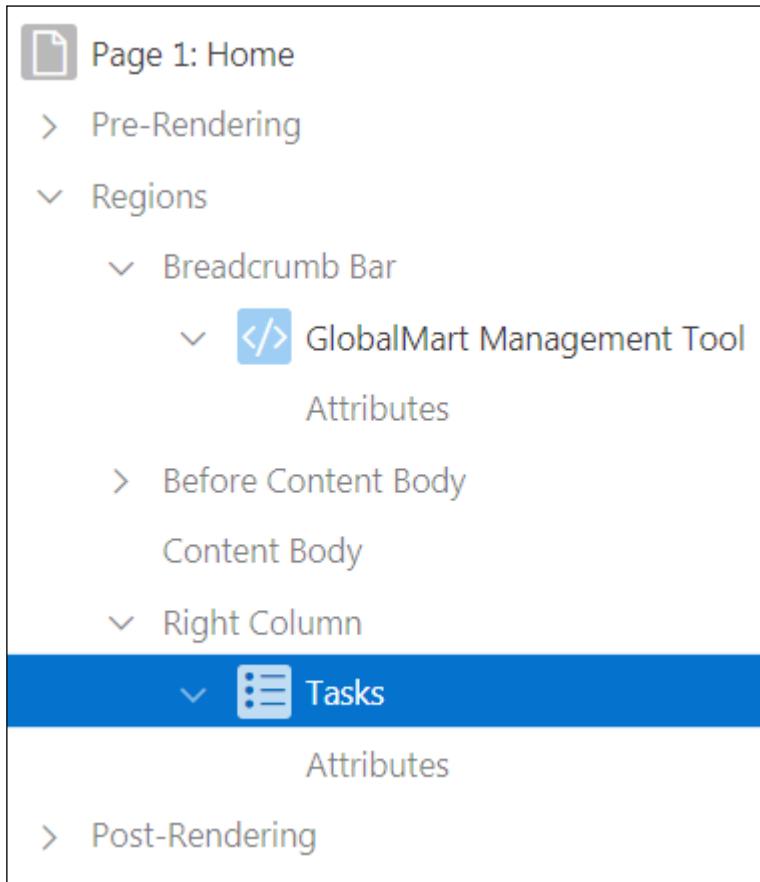 Page 1: Home
Pre-Rendering
Regions
Breadcrumb Bar
</> GlobalMart Management Tool
Attributes
Before Content Body
Content Body
Right Column
Tasks
Attributes
Post-Rendering